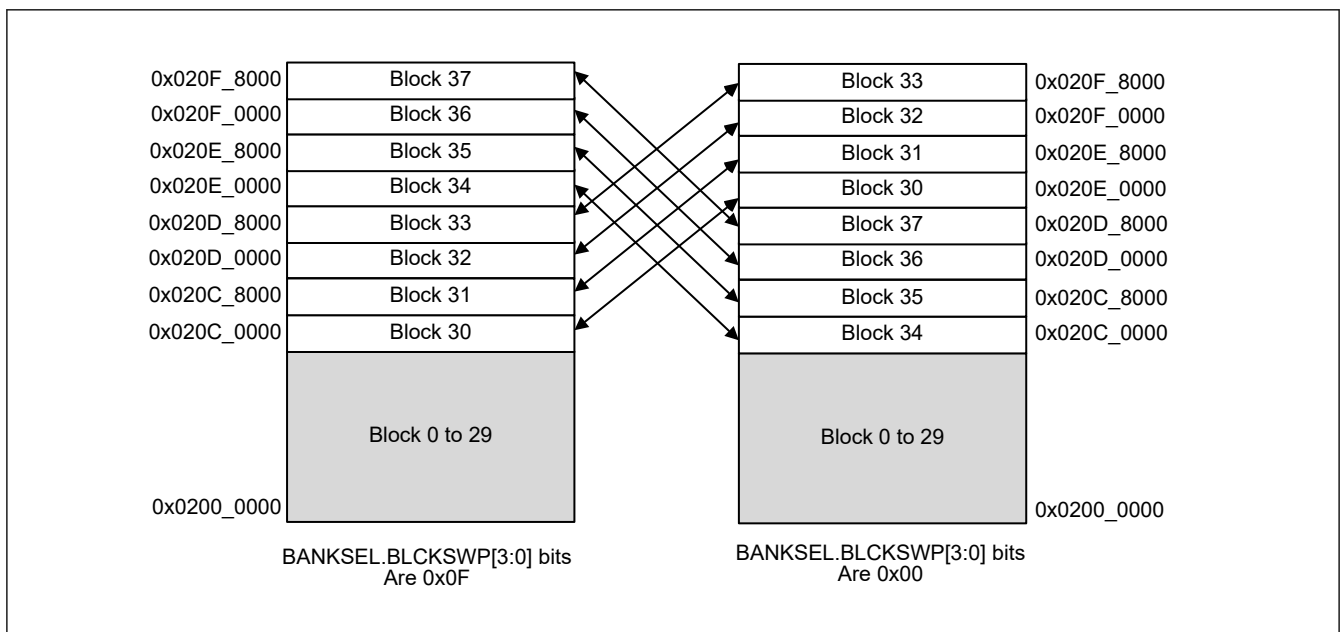 0x020F_8000 Block 37 Block 33 0x020F_8000
0x020F_0000 Block 36 Block 32 0x020F_0000
0x020E_8000 Block 35 Block 31 0x020E_8000
0x020E_0000 Block 34 Block 30 0x020E_0000
0x020D_8000 Block 33 Block 37 0x020D_8000
0x020D_0000 Block 32 Block 36 0x020D_0000
0x020C_8000 Block 31 Block 35 0x020C_8000
0x020C_0000 Block 30 Block 34 0x020C_0000
Block 0 to 29 Block 0 to 29
0x0200_0000 0x0200_0000
BANKSEL.BLCKSWP[3:0] bits BANKSEL.BLCKSWP[3:0] bits
Are 0x0F Are 0x00